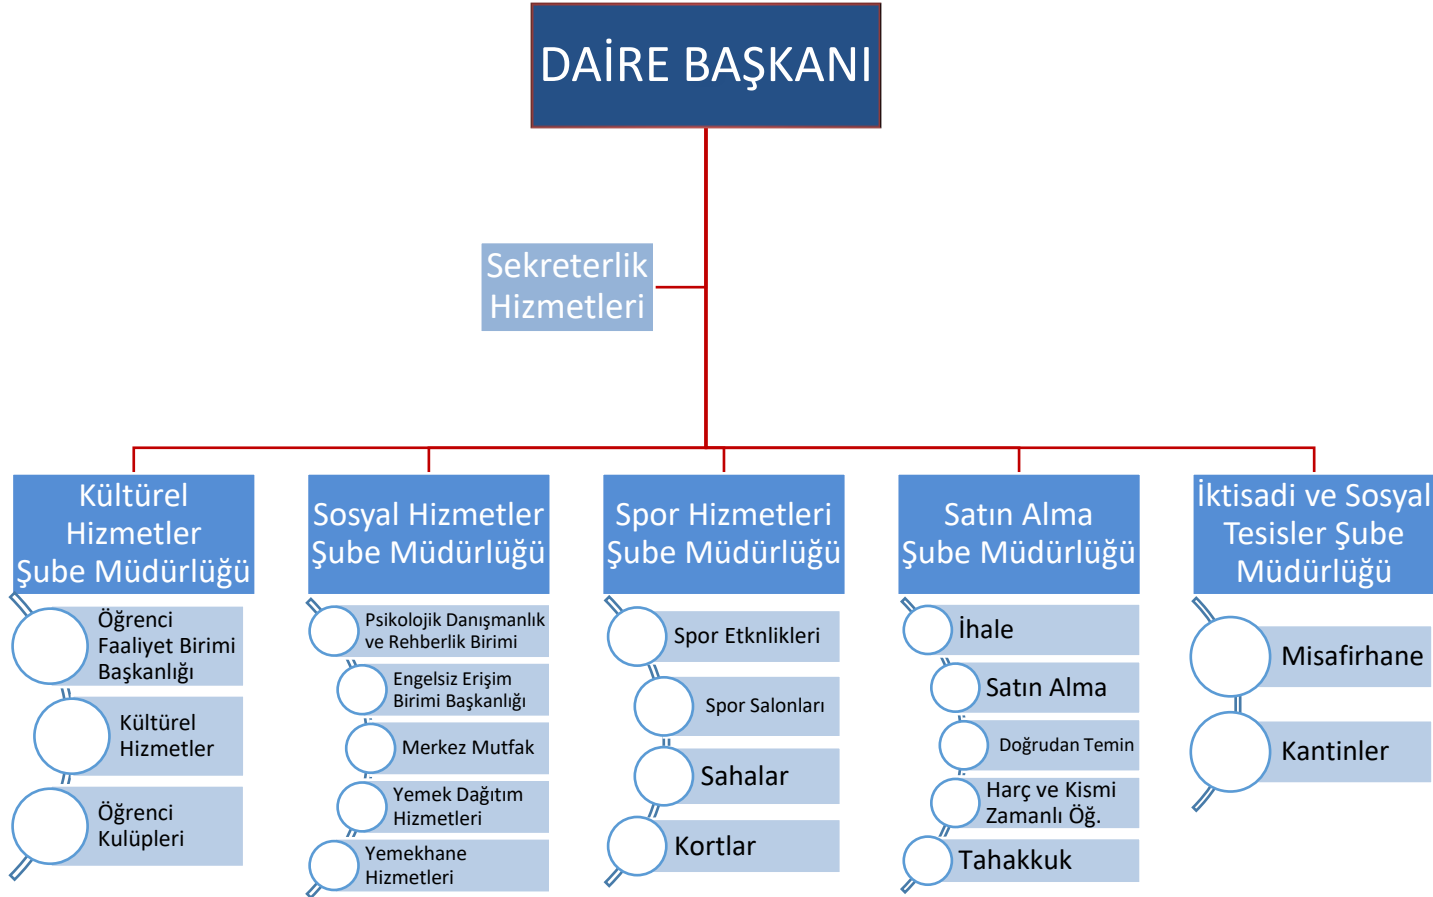 DAİRE BAŞKANI
Sekreterlik
Hizmetleri
Kültürel
Hizmetler
Şube Müdürlüğü
Öğrenci
Faaliyet Birimi
Başkanlığı
Kültürel
Hizmetler
Öğrenci
Kulüpleri
Sosyal Hizmetler
Şube Müdürlüğü
Psikolojik Danışmanlık
ve Rehberlik Birimi
Engelsiz Erişim
Birimi Başkanlığı
Merkez Mutfak
Yemek Dağıtım
Hizmetleri
Yemekhane
Hizmetleri
Spor Hizmetleri
Şube Müdürlüğü
Spor Etknlikleri
Spor Salonları
Sahalar
Kortlar
Satın Alma
Şube Müdürlüğü
İhale
Satın Alma
Doğrudan Temin
Harç ve Kismi
Zamanlı Öğ.
Tahakkuk
İktisadi ve Sosyal
Tesisler Şube
Müdürlüğü
Misafirhane
Kantinler